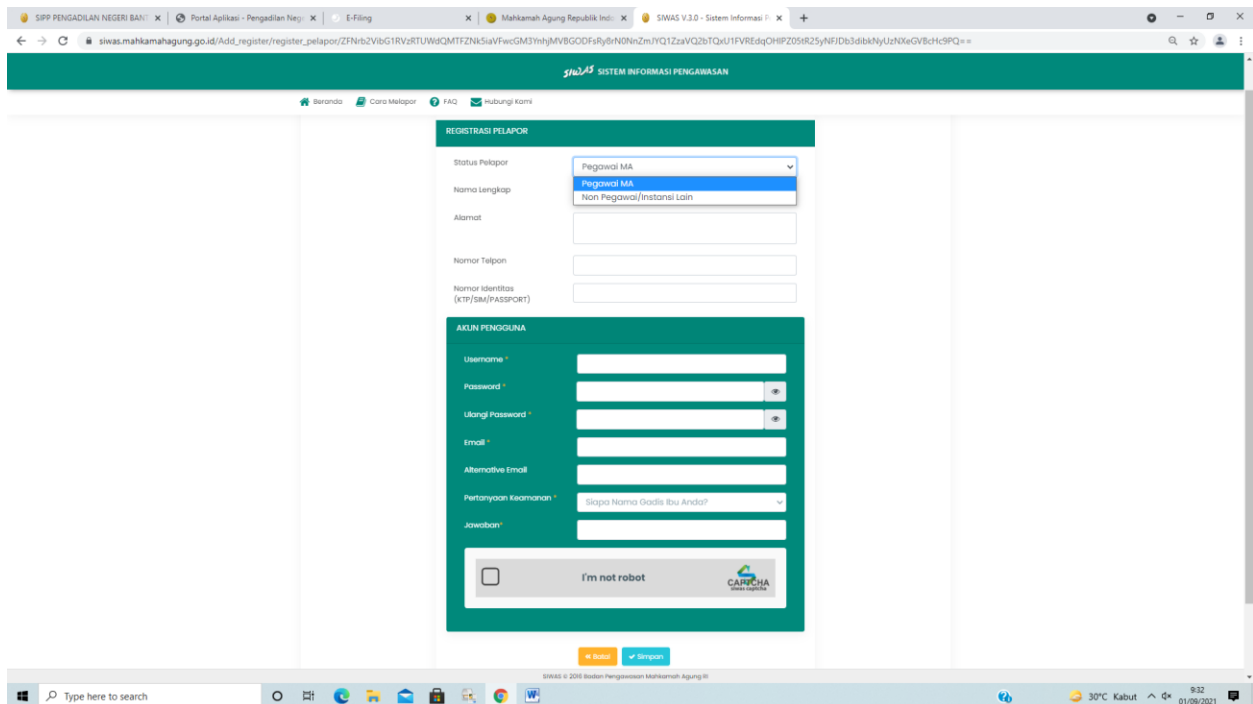 SIPP PENGADILAN NEGERI BANT
Portal Aplikasi - Pengadilan Nege
E-Filing
Mahkamah Agung Republik Indo
SIWAS V.3.0 - Sistem Informasi P
siwas.mahkamahagung.go.id/Add_register/register_pelapor/
SIWAS SISTEM INFORMASI PENGAWASAN
Beranda Cara Melapor FAQ Hubungi Kami
REGISTRASI PELAPOR
Status Pelapor
Pegawai MA
Pegawai MA
Non Pegawai/Instansi Lain
Nama Lengkap
Alamat
Nomor Telpon
Nomor Identitas
(KTP/SIM/PASSPORT)
AKUN PENGGUNA
Username *
Password *
Ulangi Password *
Email *
Alternative Email
Pertanyaan Keamanan *
Siapa Nama Gadis Ibu Anda?
Jawaban*
I'm not robot
CAPTCHA
siwas captcha
Batal Simpan
SIWAS © 2016 Badan Pengawasan Mahkamah Agung RI
Type here to search
30°C Kabut
9:32
01/09/2021